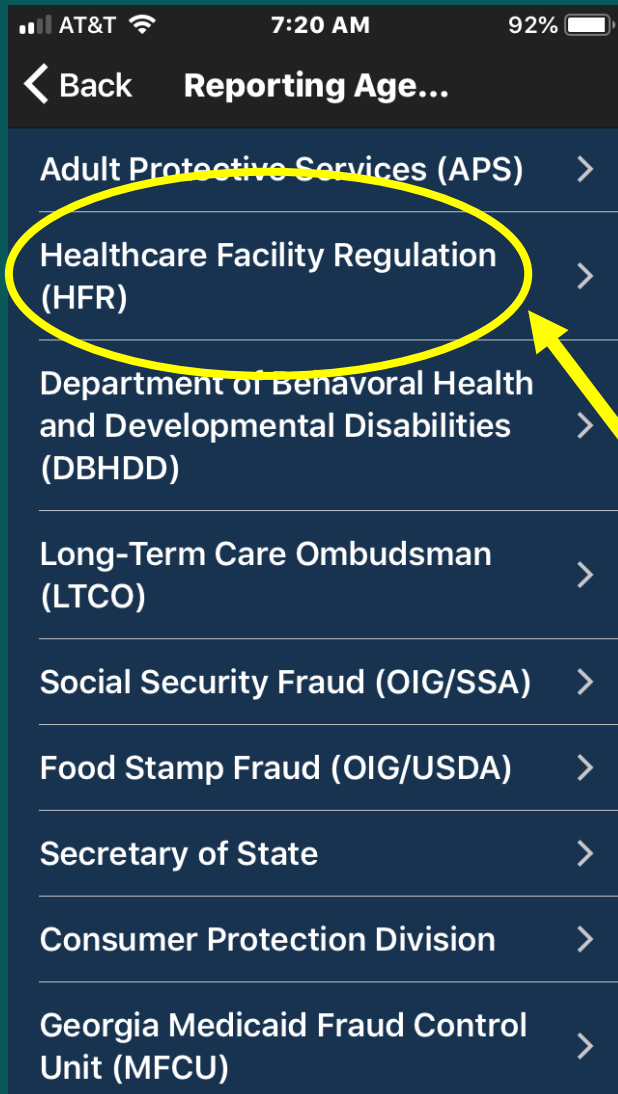 AT&T 7:20 AM 92%
Back Reporting Age...
Adult Protective Services (APS)
Healthcare Facility Regulation
(HFR)
Department of Behavoral Health
and Developmental Disabilities
(DBHDD)
Long-Term Care Ombudsman
(LTCO)
Social Security Fraud (OIG/SSA)
Food Stamp Fraud (OIG/USDA)
Secretary of State
Consumer Protection Division
Georgia Medicaid Fraud Control
Unit (MFCU)